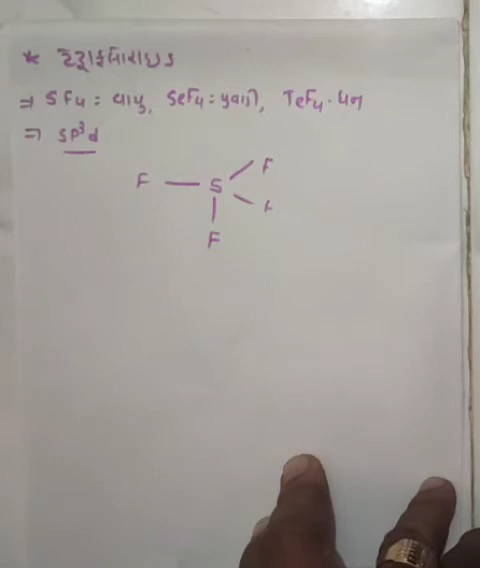 * ટેટ્રાફ્લોરાઇડ
⇒ SF4 = વાયુ, SeF4 = પ્રવાહી, TeF4 - ઘન
⇒ SP³d
F
F — S
F
F